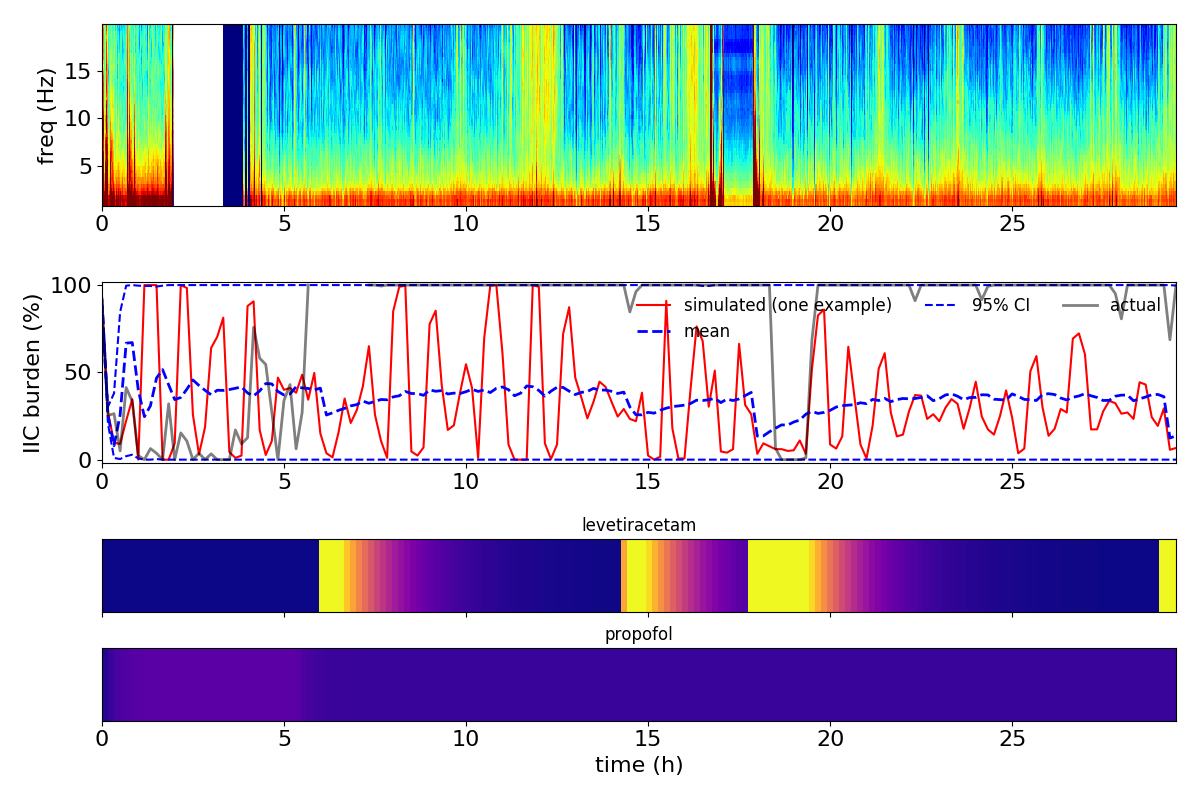 freq (Hz)
15
10
5
0 5 10 15 20 25
IIC burden (%)
100
50
0
simulated (one example) 95% CI actual
mean
0 5 10 15 20 25
levetiracetam
propofol
0 5 10 15 20 25
time (h)